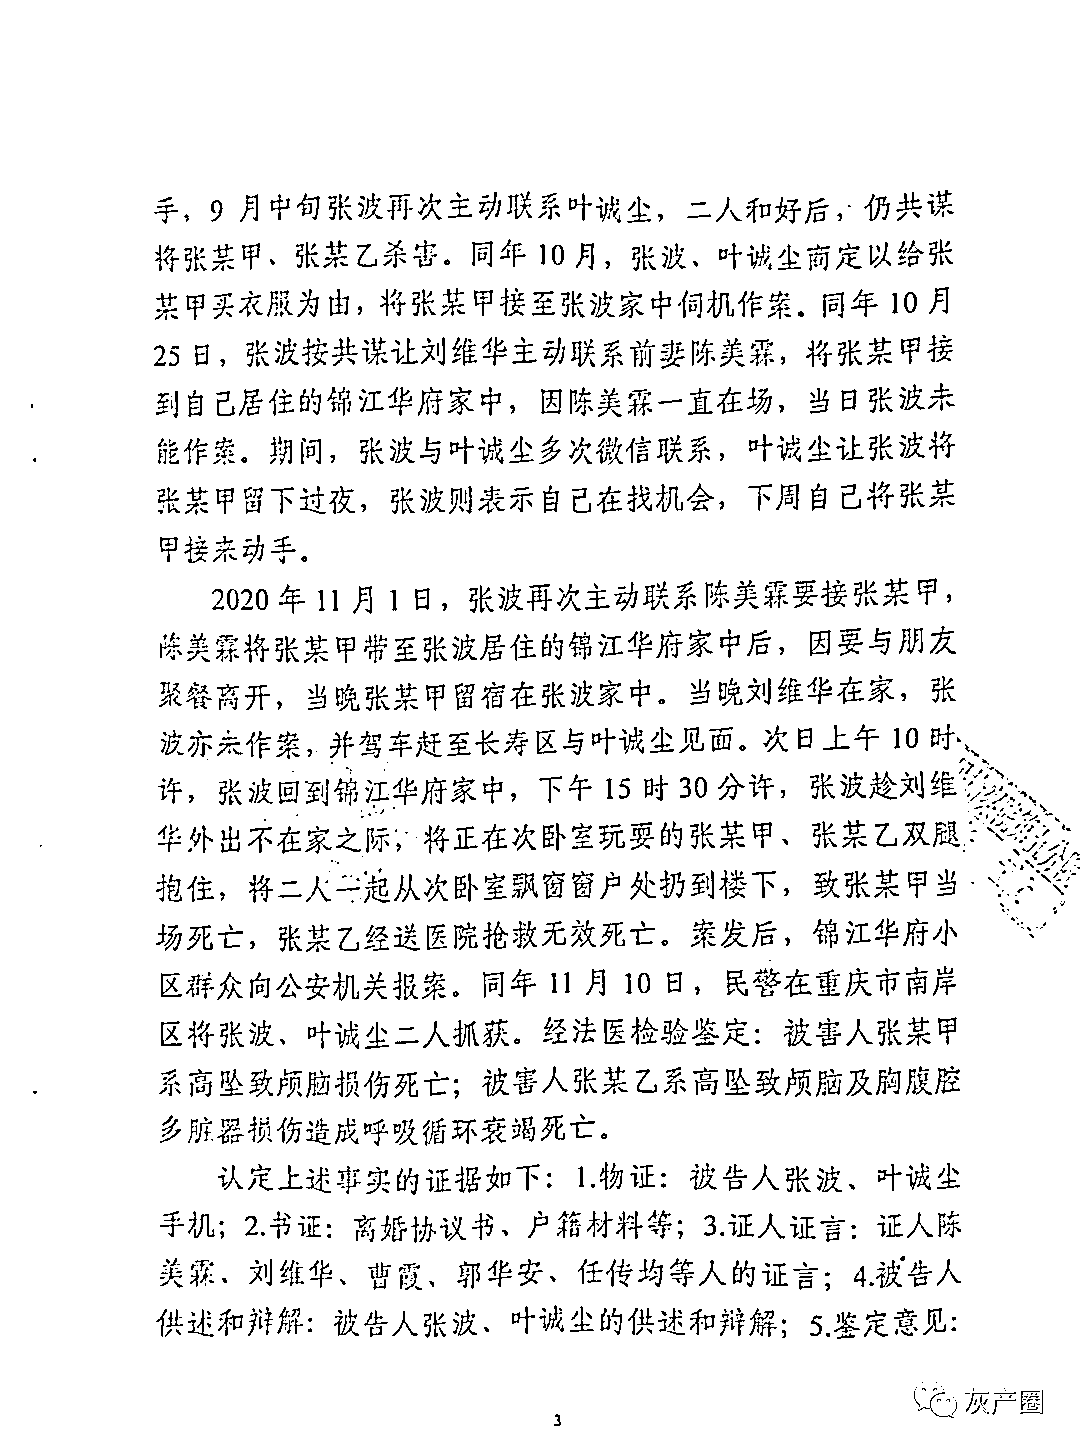 手，9 月中旬张波再次主动联系叶诚尘，二人和好后，仍共谋
将张某甲、张某乙杀害。同年 10 月，张波、叶诚尘商定以给张
某甲买衣服为由，将张某甲接至张波家中伺机作案。同年 10 月
25 日，张波按共谋让刘维华主动联系前妻陈美霖，将张某甲接
到自己居住的锦江华府家中，因陈美霖一直在场，当日张波未
能作案。期间，张波与叶诚尘多次微信联系，叶诚尘让张波将
张某甲留下过夜，张波则表示自己在找机会，下周自己将张某
甲接来动手。
2020 年 11 月 1 日，张波再次主动联系陈美霖要接张某甲，
陈美霖将张某甲带至张波居住的锦江华府家中后，因要与朋友
聚餐离开，当晚张某甲留宿在张波家中。当晚刘维华在家，张
波亦未作案，并驾车赶至长寿区与叶诚尘见面。次日上午 10 时
许，张波回到锦江华府家中，下午 15 时 30 分许，张波趁刘维
华外出不在家之际，将正在次卧室玩耍的张某甲、张某乙双腿
抱住，将二人一起从次卧室飘窗窗户处扔到楼下，致张某甲当
场死亡，张某乙经送医院抢救无效死亡。案发后，锦江华府小
区群众向公安机关报案。同年 11 月 10 日，民警在重庆市南岸
区将张波、叶诚尘二人抓获。经法医检验鉴定：被害人张某甲
系高坠致颅脑损伤死亡；被害人张某乙系高坠致颅脑及胸腹腔
多脏器损伤造成呼吸循环衰竭死亡。
认定上述事实的证据如下：1.物证：被告人张波、叶诚尘
手机；2.书证：离婚协议书、户籍材料等；3.证人证言：证人陈
美霖、刘维华、曹霞、郭华安、任传均等人的证言；4.被告人
供述和辩解：被告人张波、叶诚尘的供述和辩解；5.鉴定意见：
灰产圈
3